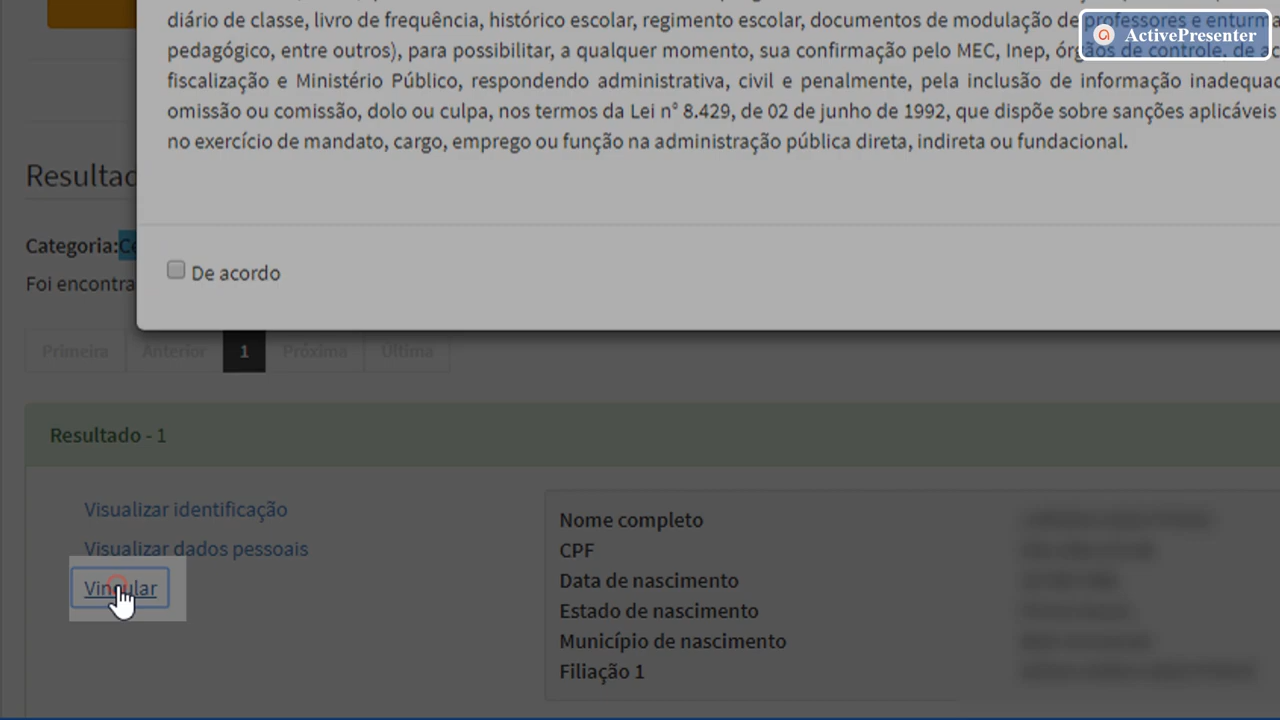 diário de classe, livro de frequência, histórico escolar, regimento escolar, documentos de modulação de professores e enturma
ActivePresenter
pedagógico, entre outros), para possibilitar, a qualquer momento, sua confirmação pelo MEC, Inep, órgãos de controle, de
fiscalização e Ministério Público, respondendo administrativa, civil e penalmente, pela inclusão de informação inadequad
omissão ou comissão, dolo ou culpa, nos termos da Lei n° 8.429, de 02 de junho de 1992, que dispõe sobre sanções aplicáveis
no exercício de mandato, cargo, emprego ou função na administração pública direta, indireta ou fundacional.
Resultad
Categoria:
De acordo
Foi encontra
Primeira Anterior 1 Próxima Última
Resultado - 1
Visualizar identificação
Visualizar dados pessoais
Vincular
Nome completo
CPF
Data de nascimento
Estado de nascimento
Município de nascimento
Filiação 1